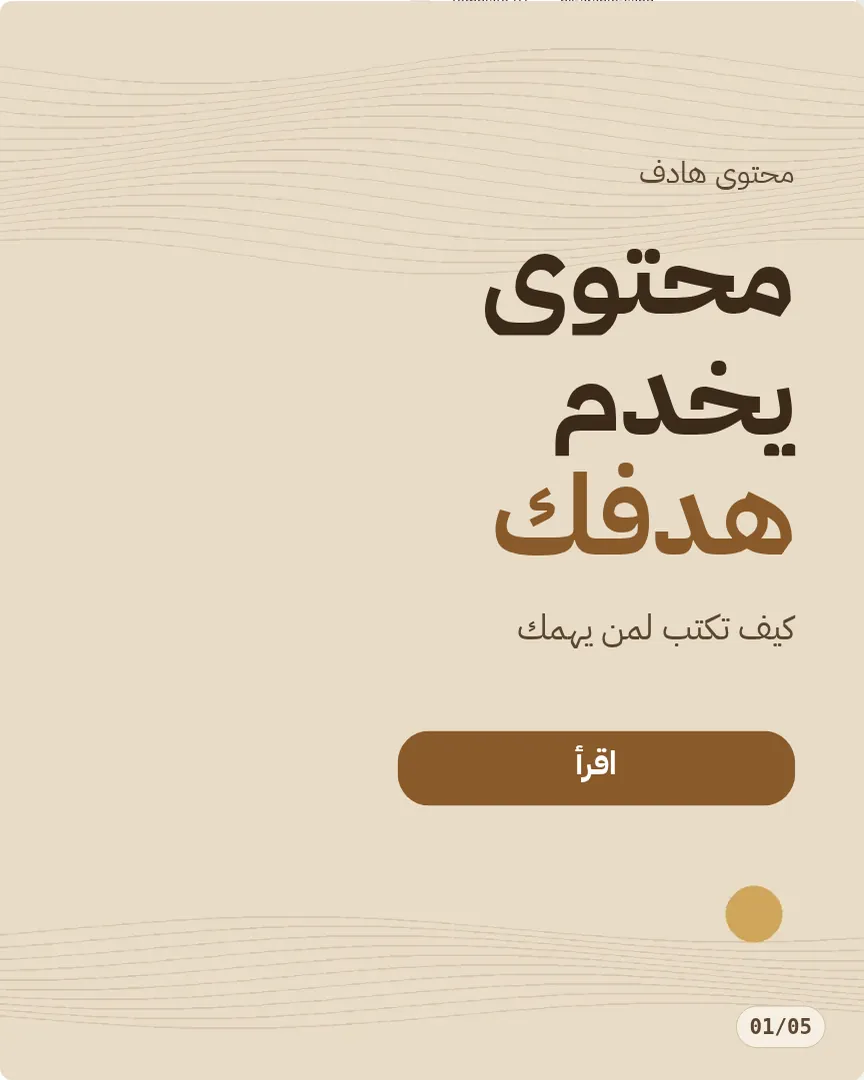 محتوى هادف
محتوى
يخدم
هدفك
كيف تكتب لمن يهمك
اقرأ
01/05